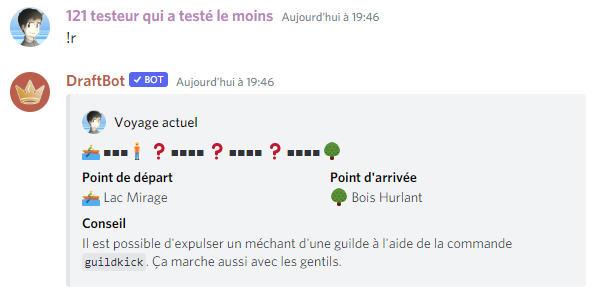 121 testeur qui a testé le moins Aujourd'hui à 19:46
!r
DraftBot ✓ BOT Aujourd'hui à 19:46
Voyage actuel
🚣 ▪▪▪🧍❓▪▪▪▪❓▪▪▪▪❓▪▪▪▪🌳
Point de départ Point d'arrivée
🚣 Lac Mirage 🌳 Bois Hurlant
Conseil
Il est possible d'expulser un méchant d'une guilde à l'aide de la commande
guildkick. Ça marche aussi avec les gentils.